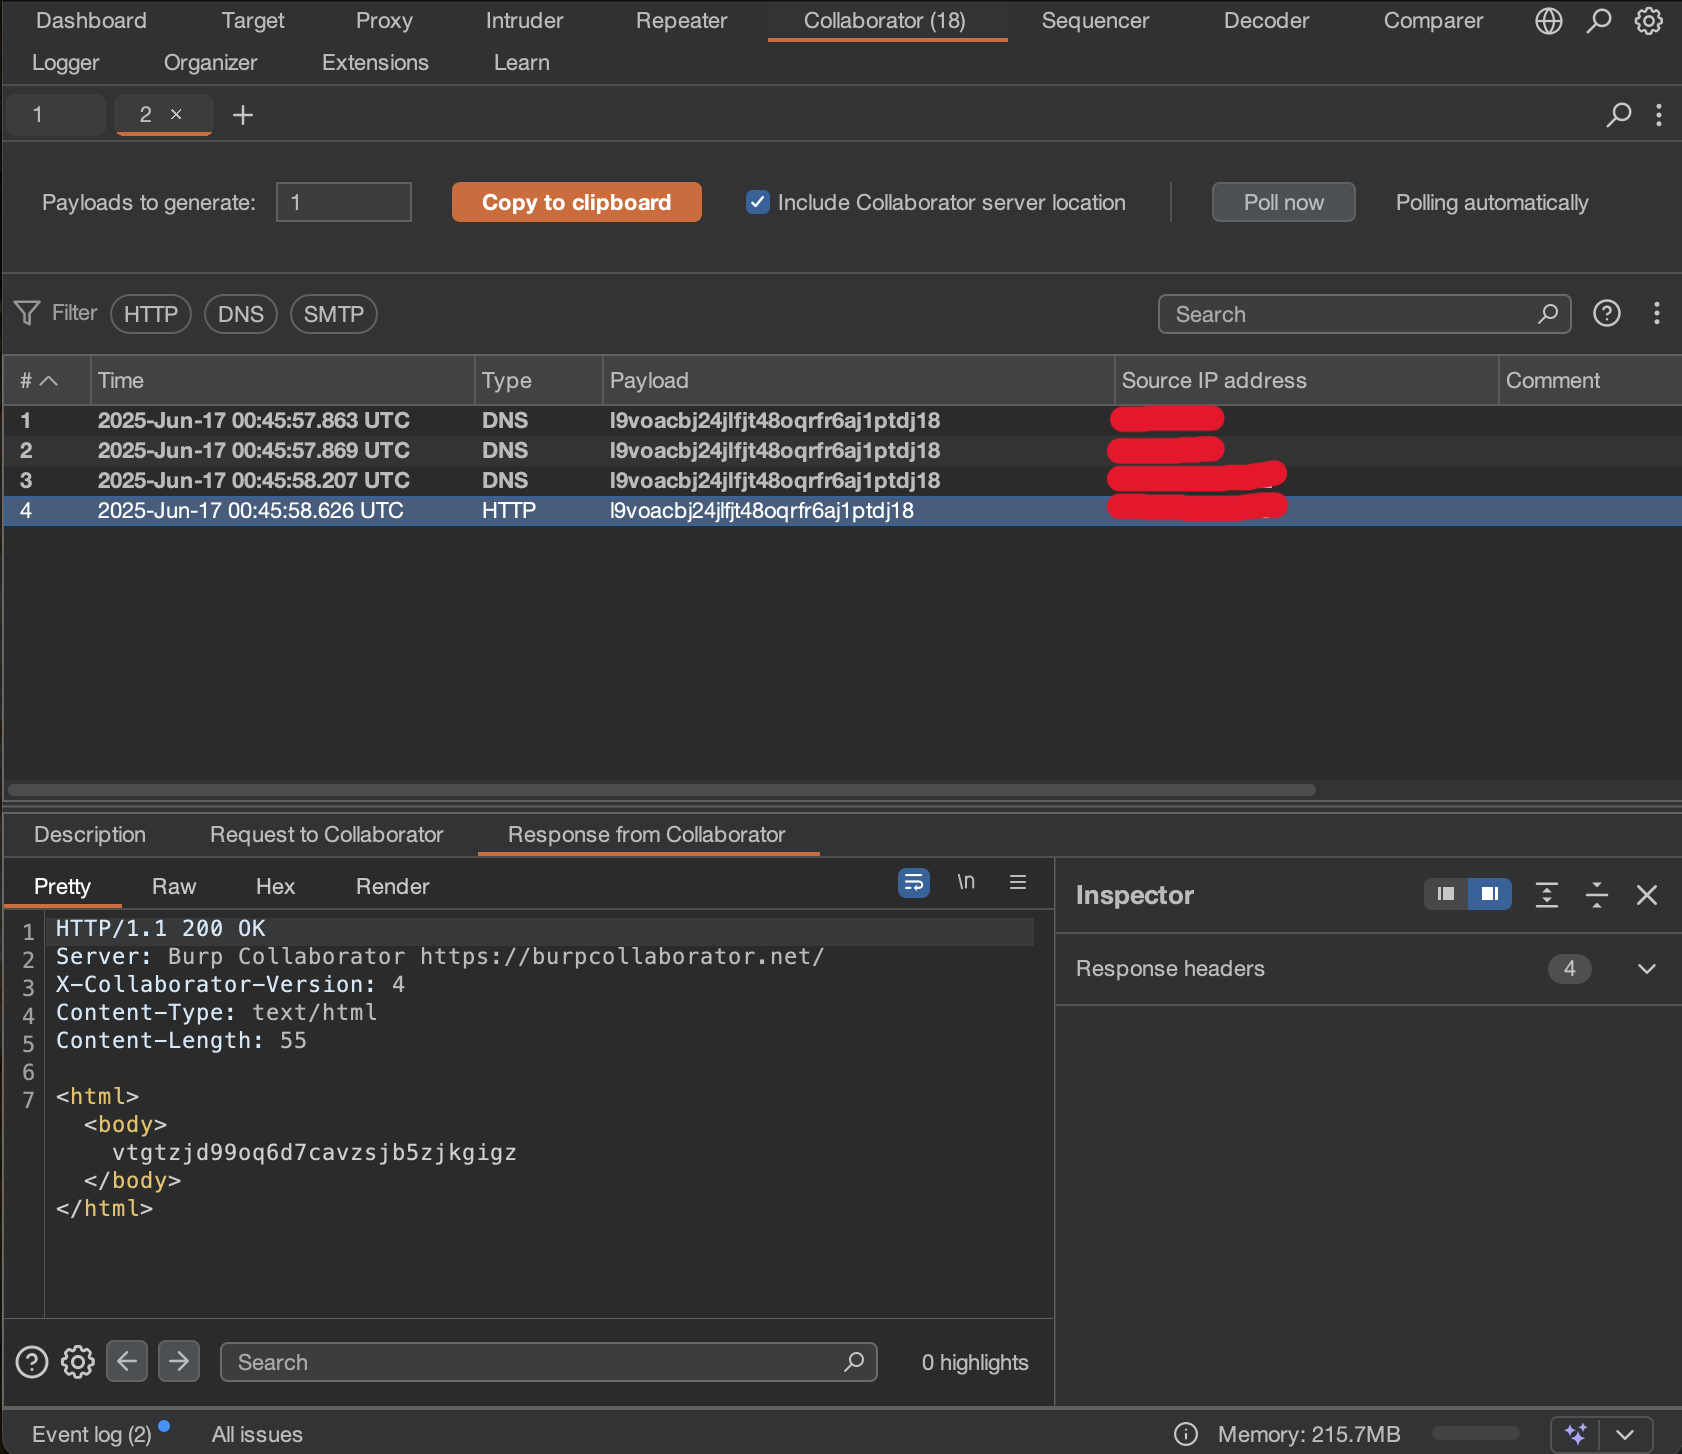 Dashboard Target Proxy Intruder Repeater Collaborator (18) Sequencer Decoder Comparer
Logger Organizer Extensions Learn
1 2 × +
Payloads to generate: 1 Copy to clipboard Include Collaborator server location Poll now Polling automatically
Filter HTTP DNS SMTP Search
# Time Type Payload Source IP address Comment
1 2025-Jun-17 00:45:57.863 UTC DNS l9voacbj24jlfjt48oqrfr6aj1ptdj18
2 2025-Jun-17 00:45:57.869 UTC DNS l9voacbj24jlfjt48oqrfr6aj1ptdj18
3 2025-Jun-17 00:45:58.207 UTC DNS l9voacbj24jlfjt48oqrfr6aj1ptdj18
4 2025-Jun-17 00:45:58.626 UTC HTTP l9voacbj24jlfjt48oqrfr6aj1ptdj18
Description Request to Collaborator Response from Collaborator
Pretty Raw Hex Render \n
Inspector
1 HTTP/1.1 200 OK
2 Server: Burp Collaborator https://burpcollaborator.net/
3 X-Collaborator-Version: 4
4 Content-Type: text/html
5 Content-Length: 55
6
7 <html>
<body>
vtgtzjd99oq6d7cavzsjb5zjkgigz
</body>
</html>
Response headers 4
Search 0 highlights
Event log (2) All issues Memory: 215.7MB